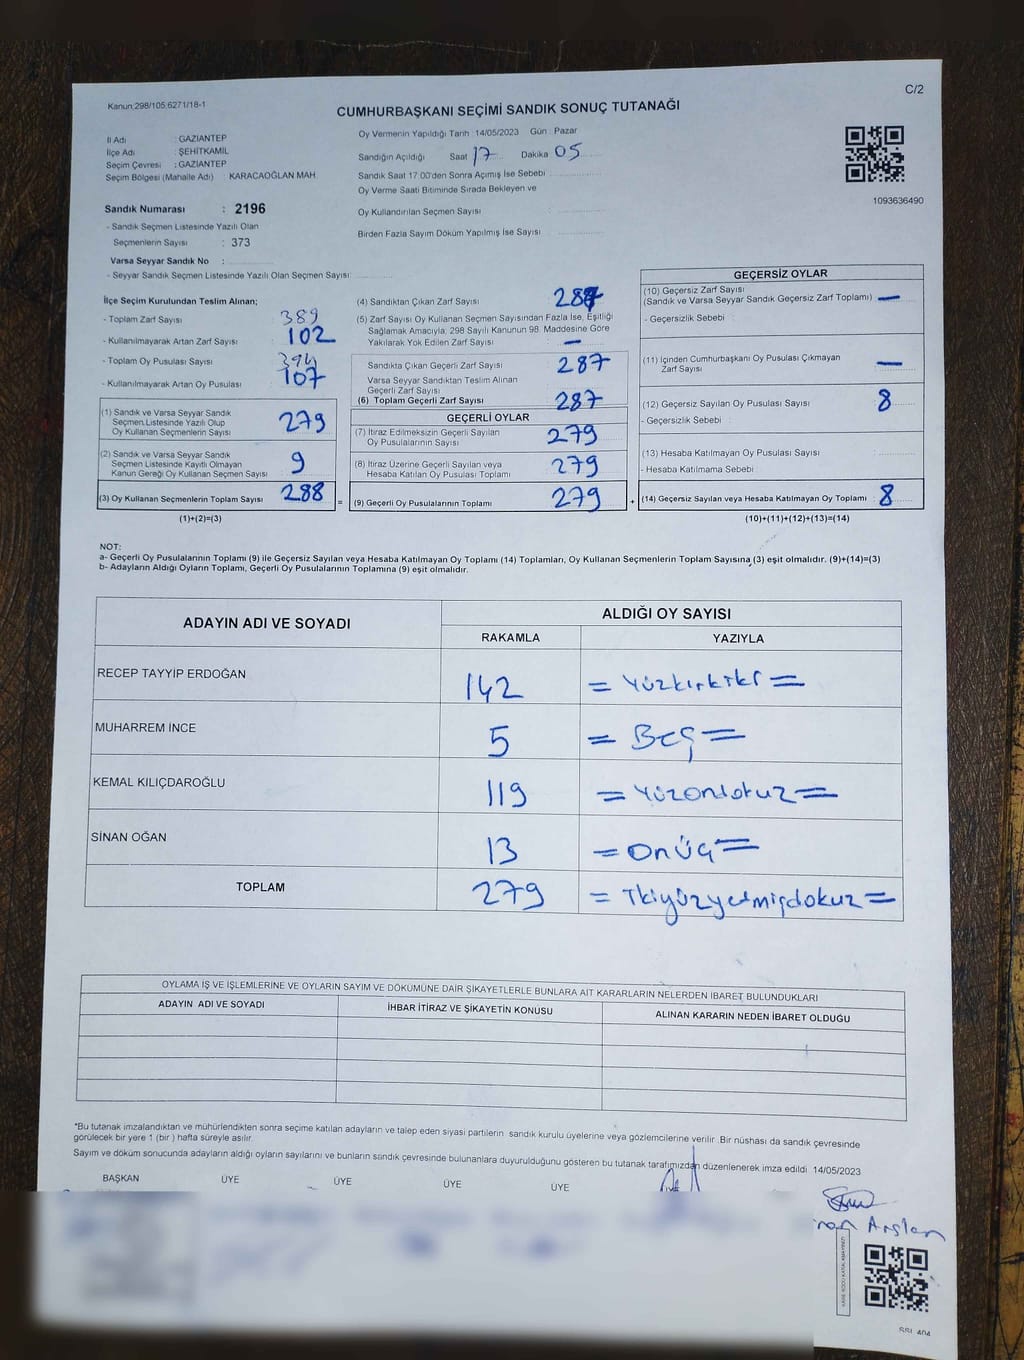 Kanun:298/105;6271/18-1
C/2
CUMHURBAŞKANI SEÇİMİ SANDIK SONUÇ TUTANAĞI
İl Adı : GAZIANTEP
İlçe Adı : ŞEHİTKAMİL
Seçim Çevresi : GAZIANTEP
Seçim Bölgesi (Mahalle Adı) : KARACAOĞLAN MAH.
Sandık Numarası : 2196
- Sandık Seçmen Listesinde Yazılı Olan
Seçmenlerin Sayısı : 373
Varsa Seyyar Sandık No :
- Seyyar Sandık Seçmen Listesinde Yazılı Olan Seçmen Sayısı:
Oy Vermenin Yapıldığı Tarih 14/05/2023 Gün Pazar
Sandığın Açıldığı Saat 17 Dakika 05
Sandık Saat 17:00'den Sonra Açımış İse Sebebi
Oy Verme Saati Bitiminde Sırada Bekleyen ve
Oy Kullandırılan Seçmen Sayısı :
Birden Fazla Sayım Döküm Yapılmış İse Sayısı :
1093636490
İlçe Seçim Kurulundan Teslim Alınan;
- Toplam Zarf Sayısı 389
- Kullanılmayarak Artan Zarf Sayısı 102
- Toplam Oy Pusulası Sayısı 394
- Kullanılmayarak Artan Oy Pusulası 107
(1) Sandık ve Varsa Seyyar Sandık
Seçmen Listesinde Yazılı Olup
Oy Kullanan Seçmenlerin Sayısı 279
(2) Sandık ve Varsa Seyyar Sandık
Seçmen Listesinde Kayıtlı Olmayan
Kanun Gereği Oy Kullanan Seçmen Sayısı 9
(3) Oy Kullanan Seçmenlerin Toplam Sayısı 288
(1)+(2)=(3)
(4) Sandıktan Çıkan Zarf Sayısı 287
(5) Zarf Sayısı Oy Kullanan Seçmen Sayısından Fazla İse, Eşitliği
Sağlamak Amacıyla, 298 Sayılı Kanunun 98. Maddesine Göre
Yakılarak Yok Edilen Zarf Sayısı —
Sandıkta Çıkan Geçerli Zarf Sayısı 287
Varsa Seyyar Sandıktan Teslim Alınan
Geçerli Zarf Sayısı
(6) Toplam Geçerli Zarf Sayısı 287
GEÇERLİ OYLAR
(7) İtiraz Edilmeksizin Geçerli Sayılan
Oy Pusulalarının Sayısı 279
(8) İtiraz Üzerine Geçerli Sayılan veya
Hesaba Katılan Oy Pusulası Toplamı 279
= (9) Geçerli Oy Pusulalarının Toplamı 279 +
GEÇERSİZ OYLAR
(10) Geçersiz Zarf Sayısı
(Sandık ve Varsa Seyyar Sandık Geçersiz Zarf Toplamı) —
- Geçersizlik Sebebi :
(11) İçinden Cumhurbaşkanı Oy Pusulası Çıkmayan
Zarf Sayısı —
(12) Geçersiz Sayılan Oy Pusulası Sayısı 8
- Geçersizlik Sebebi :
(13) Hesaba Katılmayan Oy Pusulası Sayısı
- Hesaba Katılmama Sebebi :
(14) Geçersiz Sayılan veya Hesaba Katılmayan Oy Toplamı 8
(10)+(11)+(12)+(13)=(14)
NOT:
a- Geçerli Oy Pusulalarının Toplamı (9) ile Geçersiz Sayılan veya Hesaba Katılmayan Oy Toplamı (14) Toplamları, Oy Kullanan Seçmenlerin Toplam Sayısına (3) eşit olmalıdır. (9)+(14)=(3)
b- Adayların Aldığı Oyların Toplamı, Geçerli Oy Pusulalarının Toplamına (9) eşit olmalıdır.
ADAYIN ADI VE SOYADI
ALDIĞI OY SAYISI
RAKAMLA YAZIYLA
RECEP TAYYİP ERDOĞAN 142 = Yüzkırkiki =
MUHARREM İNCE 5 = Beş =
KEMAL KILIÇDAROĞLU 119 = Yüzondokuz =
SİNAN OĞAN 13 = Onüç =
TOPLAM 279 = İkiyüzyetmişdokuz =
OYLAMA İŞ VE İŞLEMLERİNE VE OYLARIN SAYIM VE DÖKÜMÜNE DAİR ŞİKAYETLERLE BUNLARA AİT KARARLARIN NELERDEN İBARET BULUNDUKLARI
ADAYIN ADI VE SOYADI İHBAR İTİRAZ VE ŞİKAYETİN KONUSU ALINAN KARARIN NEDEN İBARET OLDUĞU
*Bu tutanak imzalandıktan ve mühürlendikten sonra seçime katılan adayların ve talep eden siyasi partilerin sandık kurulu üyelerine veya gözlemcilerine verilir. Bir nüshası da sandık çevresinde
görülecek bir yere 1 (bir) hafta süreyle asılır.
Sayım ve döküm sonucunda adayların aldığı oyların sayılarını ve bunların sandık çevresinde bulunanlara duyurulduğunu gösteren bu tutanak tarafımızdan düzenlenerek imza edildi 14/05/2023
BAŞKAN ÜYE ÜYE ÜYE ÜYE
Arslan